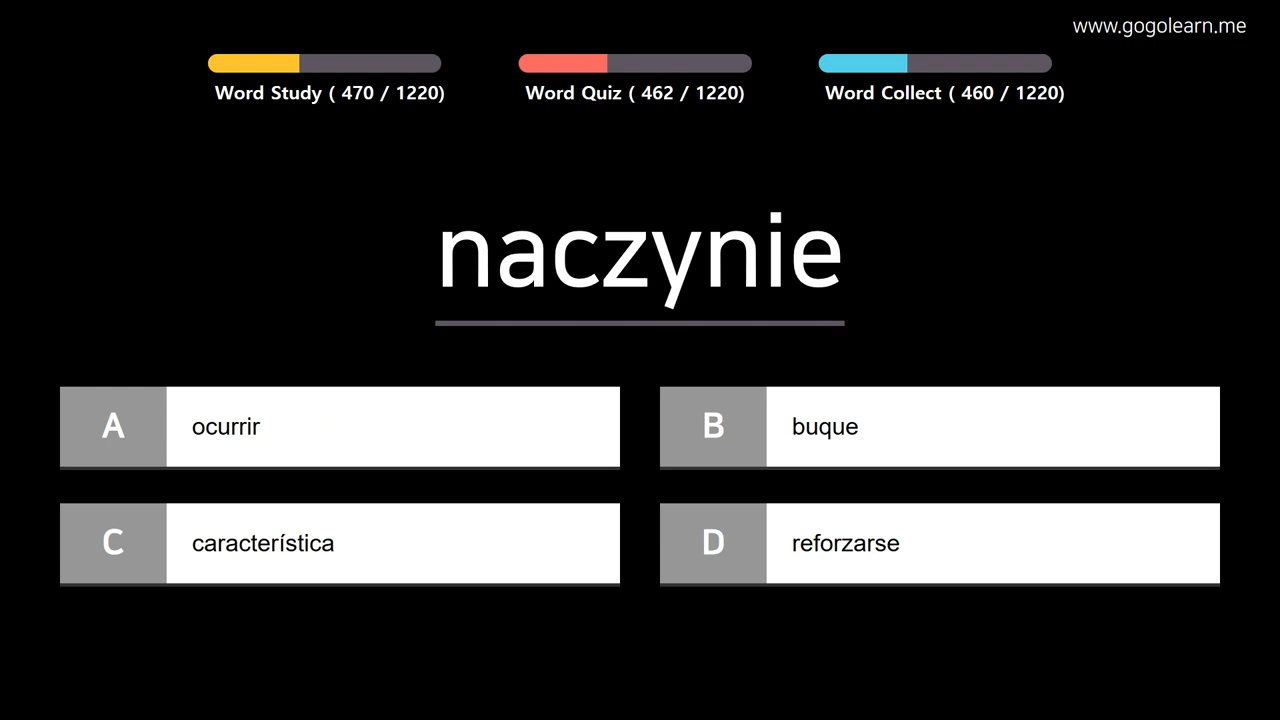 www.gogolearn.me
Word Study ( 470 / 1220)
Word Quiz ( 462 / 1220)
Word Collect ( 460 / 1220)
naczynie
A
ocurrir
B
buque
C
característica
D
reforzarse